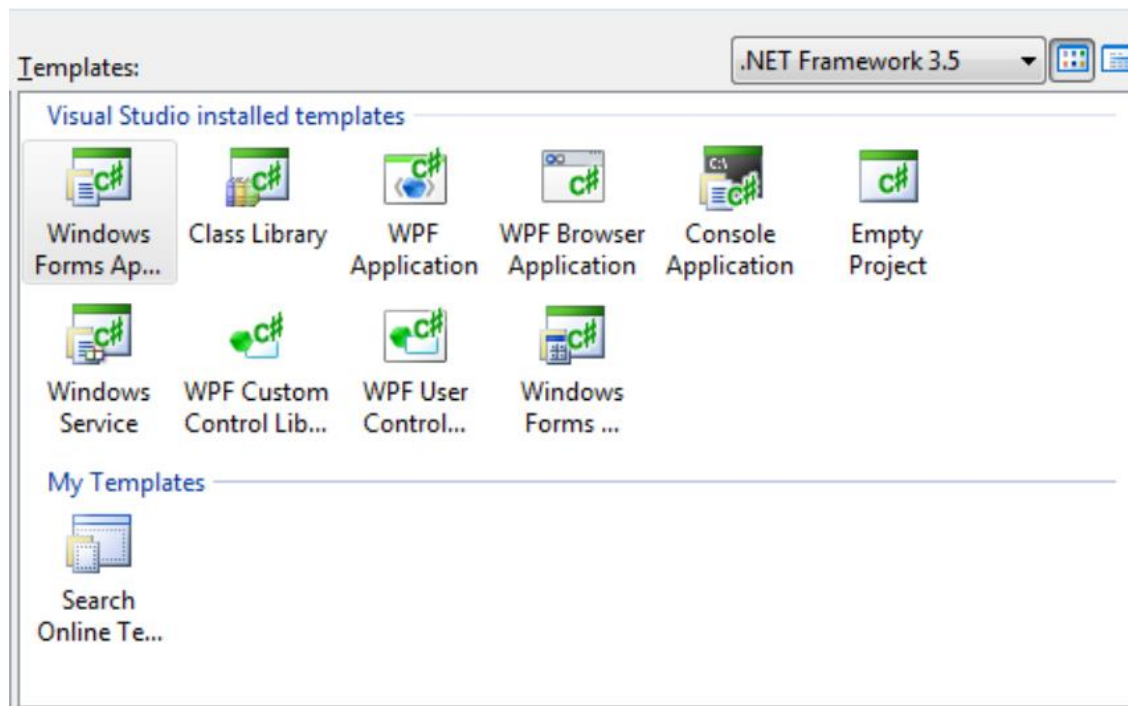 Templates:
.NET Framework 3.5
Visual Studio installed templates
Windows Forms Ap...
Class Library
WPF Application
WPF Browser Application
Console Application
Empty Project
Windows Service
WPF Custom Control Lib...
WPF User Control...
Windows Forms ...
My Templates
Search Online Te...